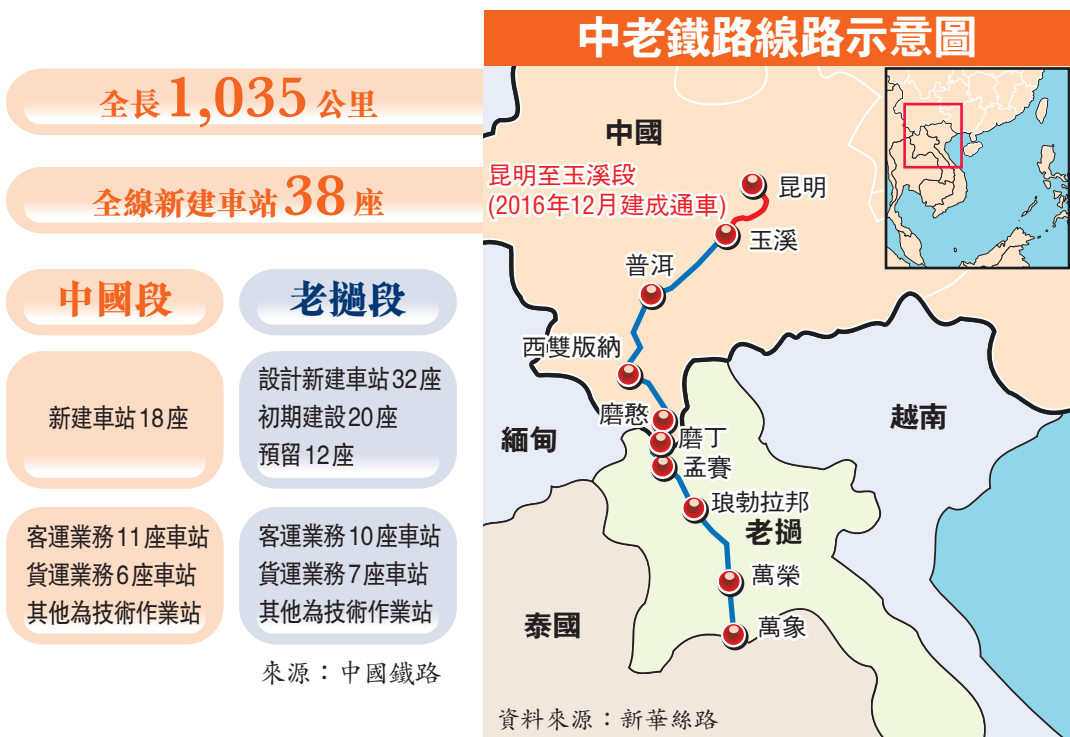 中老鐵路線路示意圖
全長1,035公里
全線新建車站38座
中國段
新建車站18座
客運業務11座車站
貨運業務6座車站
其他為技術作業站
老撾段
設計新建車站32座
初期建設20座
預留12座
客運業務10座車站
貨運業務7座車站
其他為技術作業站
來源：中國鐵路
中國
昆明至玉溪段
(2016年12月建成通車)
昆明
玉溪
普洱
西雙版納
磨憨
磨丁
孟賽
琅勃拉邦
老撾
萬榮
萬象
緬甸
越南
泰國
資料來源：新華絲路